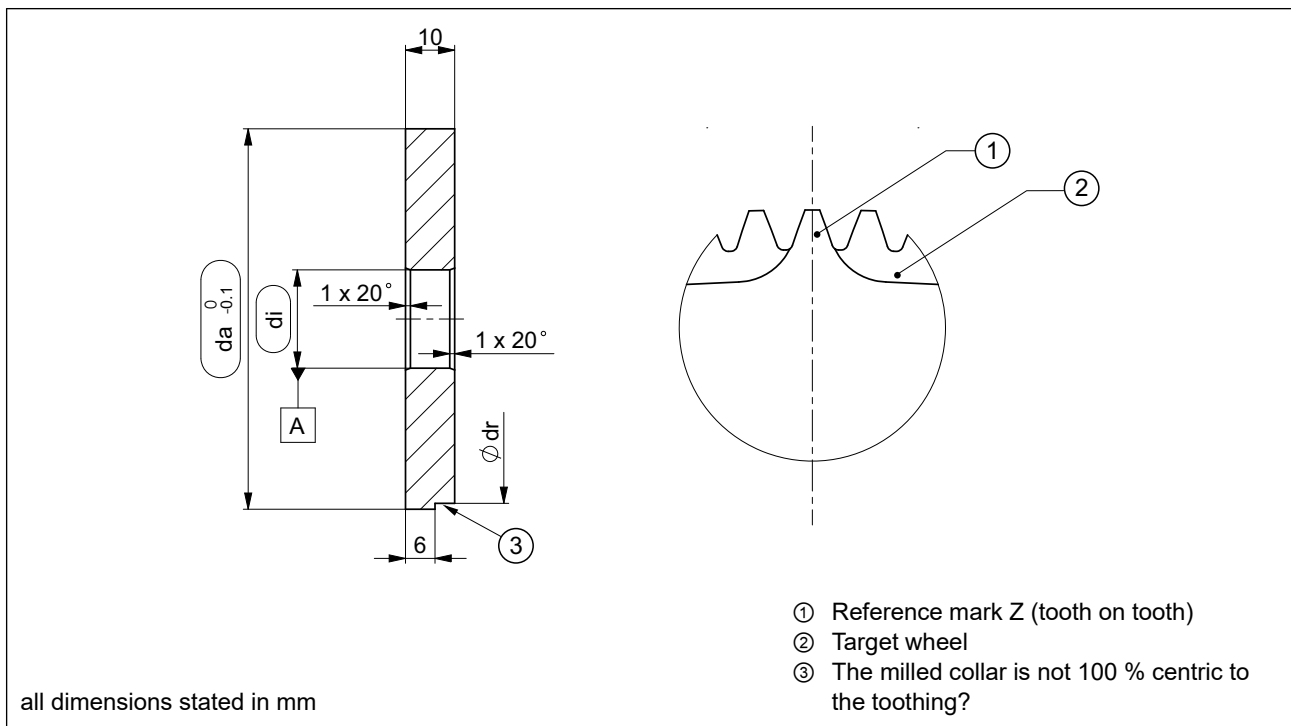 10
1
2
da 0 -0.1
di
1 x 20°
1 x 20°
A
⌀ dr
6
3
① Reference mark Z (tooth on tooth)
② Target wheel
③ The milled collar is not 100 % centric to
the toothing?
all dimensions stated in mm